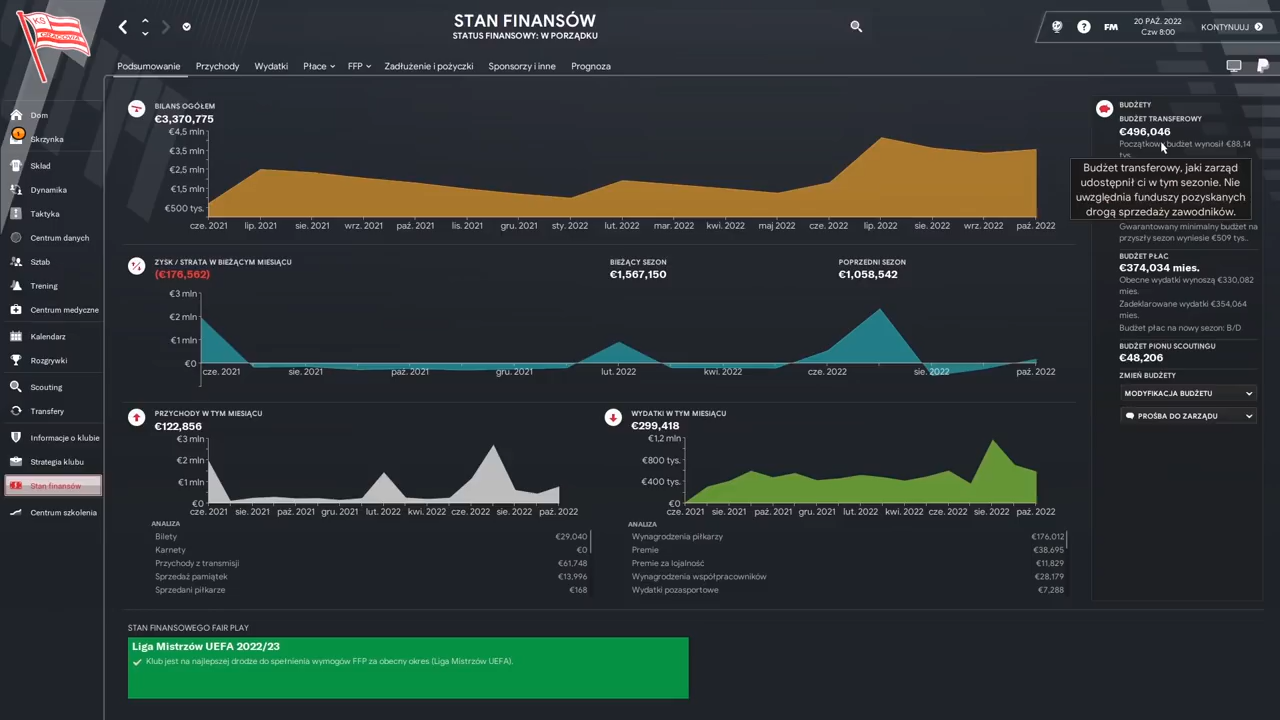 KS
CRACOVIA
STAN FINANSÓW
STATUS FINANSOWY: W PORZĄDKU
20 PAŹ. 2022
Czw 8:00
FM
KONTYNUUJ
Podsumowanie
Przychody
Wydatki
Płace
FFP
Zadłużenie i pożyczki
Sponsorzy i inne
Prognoza
Dom
Skrzynka
Skład
Dynamika
Taktyka
Centrum danych
Sztab
Trening
Centrum medyczne
Kalendarz
Rozgrywki
Scouting
Transfery
Informacje o klubie
Strategia klubu
Stan finansów
Centrum szkolenia
BILANS OGÓŁEM
€3,370,775
€4,5 mln
€3,5 mln
€2,5 mln
€1,5 mln
€500 tys.
cze. 2021 lip. 2021 sie. 2021 wrz. 2021 paź. 2021 lis. 2021 gru. 2021 sty. 2022 lut. 2022 mar. 2022 kwi. 2022 maj 2022 cze. 2022 lip. 2022 sie. 2022 wrz. 2022 paź. 2022
ZYSK / STRATA W BIEŻĄCYM MIESIĄCU
(€176,562)
BIEŻĄCY SEZON
€1,567,150
POPRZEDNI SEZON
€1,058,542
€3 mln
€2 mln
€1 mln
€0
cze. 2021 sie. 2021 paź. 2021 gru. 2021 lut. 2022 kwi. 2022 cze. 2022 sie. 2022 paź. 2022
PRZYCHODY W TYM MIESIĄCU
€122,856
€3 mln
€2 mln
€1 mln
€0
cze. 2021 sie. 2021 paź. 2021 gru. 2021 lut. 2022 kwi. 2022 cze. 2022 sie. 2022 paź. 2022
ANALIZA
Bilety €29,040
Karnety €0
Przychody z transmisji €61,748
Sprzedaż pamiątek €13,996
Sprzedani piłkarze €168
WYDATKI W TYM MIESIĄCU
€299,418
€1,2 mln
€800 tys.
€400 tys.
€0
cze. 2021 sie. 2021 paź. 2021 gru. 2021 lut. 2022 kwi. 2022 cze. 2022 sie. 2022 paź. 2022
ANALIZA
Wynagrodzenia piłkarzy €176,012
Premie €38,695
Premie za lojalność €11,829
Wynagrodzenia współpracowników €28,179
Wydatki pozasportowe €7,288
BUDŻETY
BUDŻET TRANSFEROWY
€496,046
Początkowy budżet wynosił €88,14
tys.
Budżet transferowy, jaki zarząd
udostępnił ci w tym sezonie. Nie
uwzględnia funduszy pozyskanych
drogą sprzedaży zawodników.
Gwarantowany minimalny budżet na
przyszły sezon wyniesie €509 tys..
BUDŻET PŁAC
€374,034 mies.
Obecne wydatki wynoszą €330,082
mies.
Zadeklarowane wydatki €354,064
mies.
Budżet płac na nowy sezon: B/D
BUDŻET PIONU SCOUTINGU
€48,206
ZMIEŃ BUDŻETY
MODYFIKACJA BUDŻETU
PROŚBA DO ZARZĄDU
STAN FINANSOWEGO FAIR PLAY
Liga Mistrzów UEFA 2022/23
Klub jest na najlepszej drodze do spełnienia wymogów FFP za obecny okres (Liga Mistrzów UEFA).